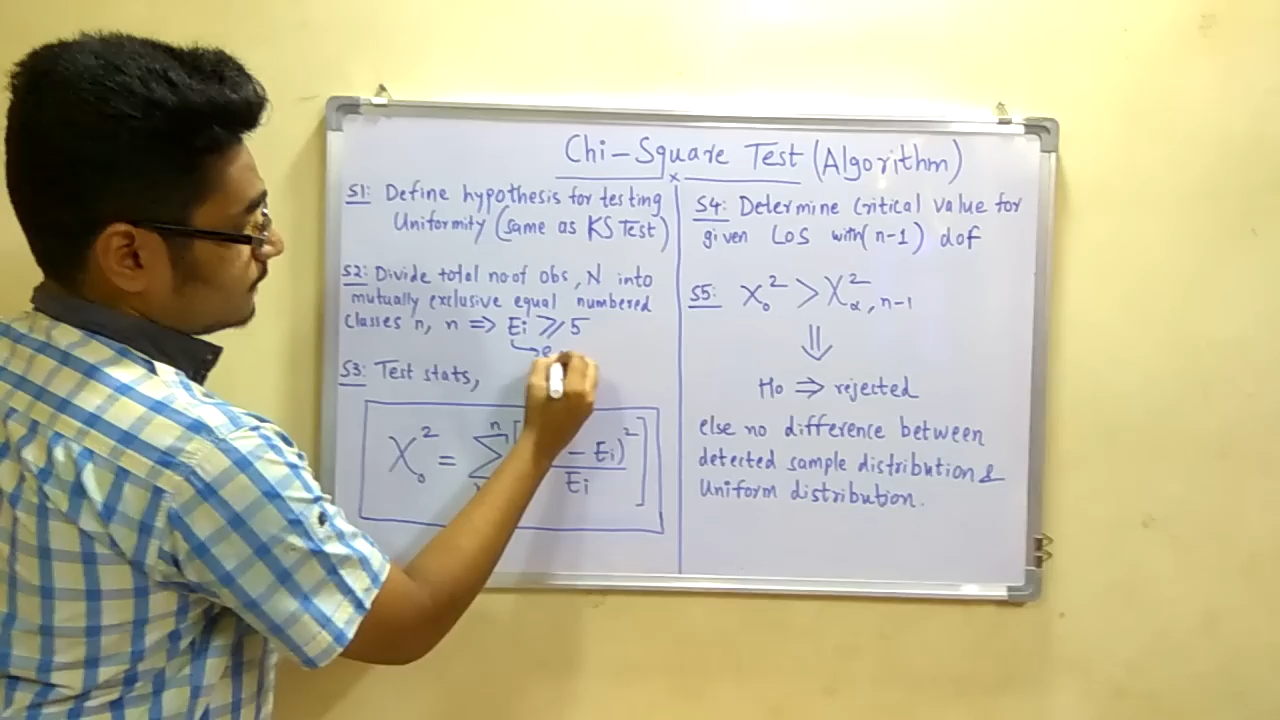 Chi-Square Test (Algorithm)
x
S1: Define hypothesis for testing
Uniformity (same as KS Test)
S2: Divide total no of obs, N into
mutually exclusive equal numbered
Classes n, n => Ei ≥ 5
S3: Test stats,
X₀² = Σ n [ - Ei)² / Ei ]
S4: Determine Critical value for
given LoS with (n-1) dof
S5: X₀² > X²α, n-1
⇓
Ho => rejected
else no difference between
detected sample distribution &
Uniform distribution.